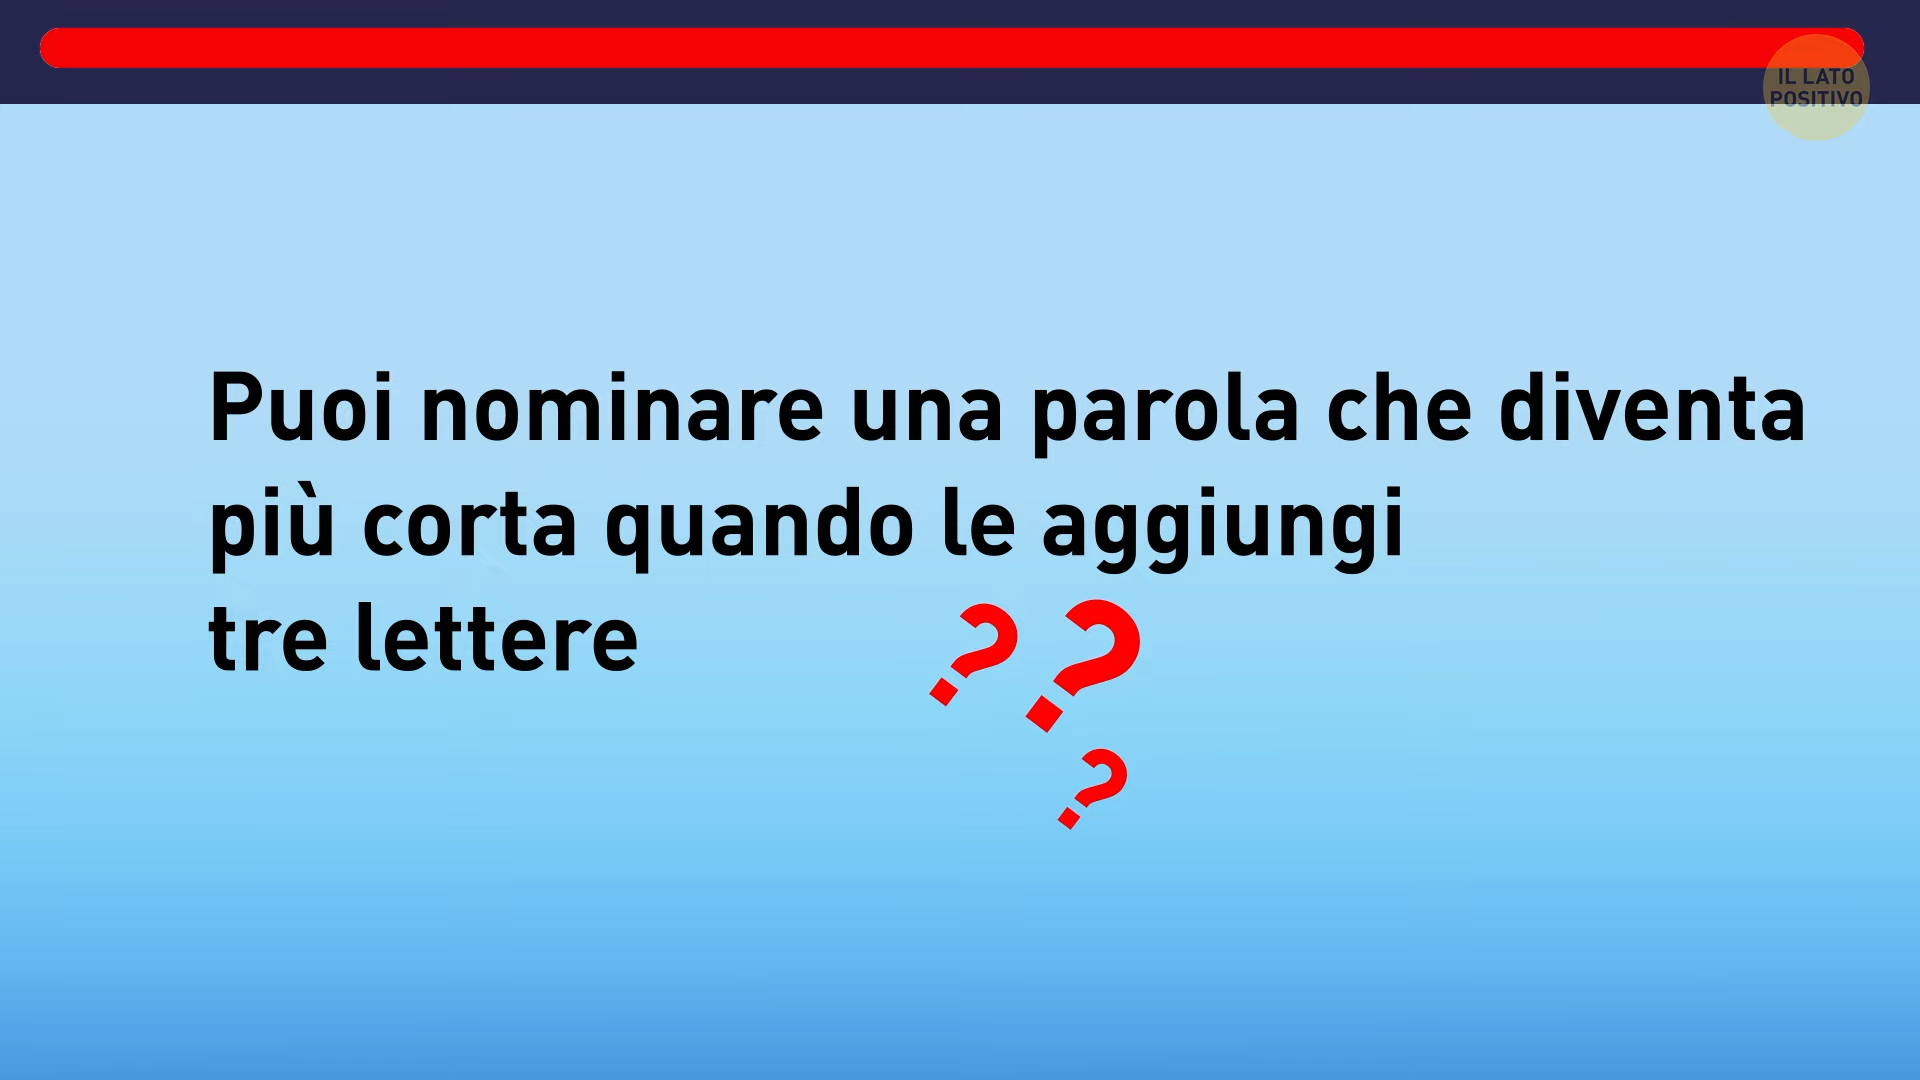 IL LATO
POSITIVO
Puoi nominare una parola che diventa
più corta quando le aggiungi
tre lettere
? ?
?